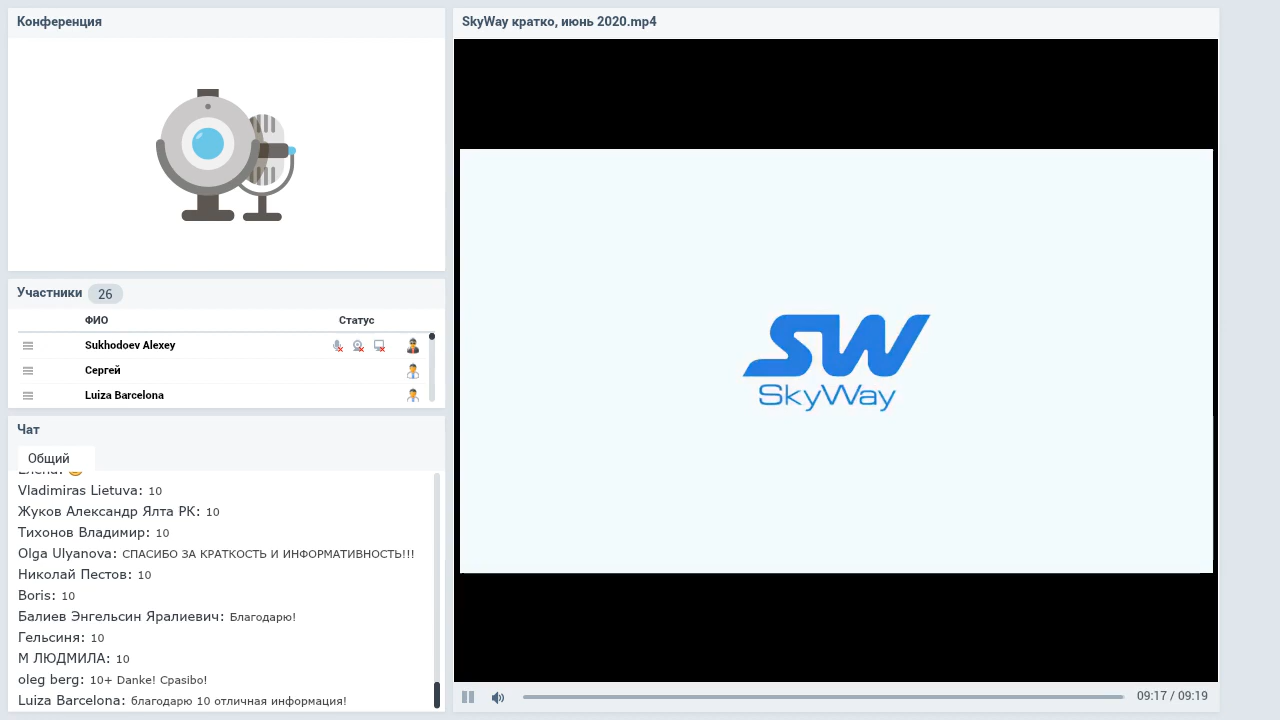 Конференция
SkyWay кратко, июнь 2020.mp4
SW
SkyWay
Участники 26
ФИО Статус
Sukhodoev Alexey
Сергей
Luiza Barcelona
Чат
Общий
Елена:
Vladimiras Lietuva: 10
Жуков Александр Ялта РК: 10
Тихонов Владимир: 10
Olga Ulyanova: СПАСИБО ЗА КРАТКОСТЬ И ИНФОРМАТИВНОСТЬ!!!
Николай Пестов: 10
Boris: 10
Балиев Энгельсин Яралиевич: Благодарю!
Гельсиня: 10
М ЛЮДМИЛА: 10
oleg berg: 10+ Danke! Cpasibo!
Luiza Barcelona: благодарю 10 отличная информация!
09:17 / 09:19